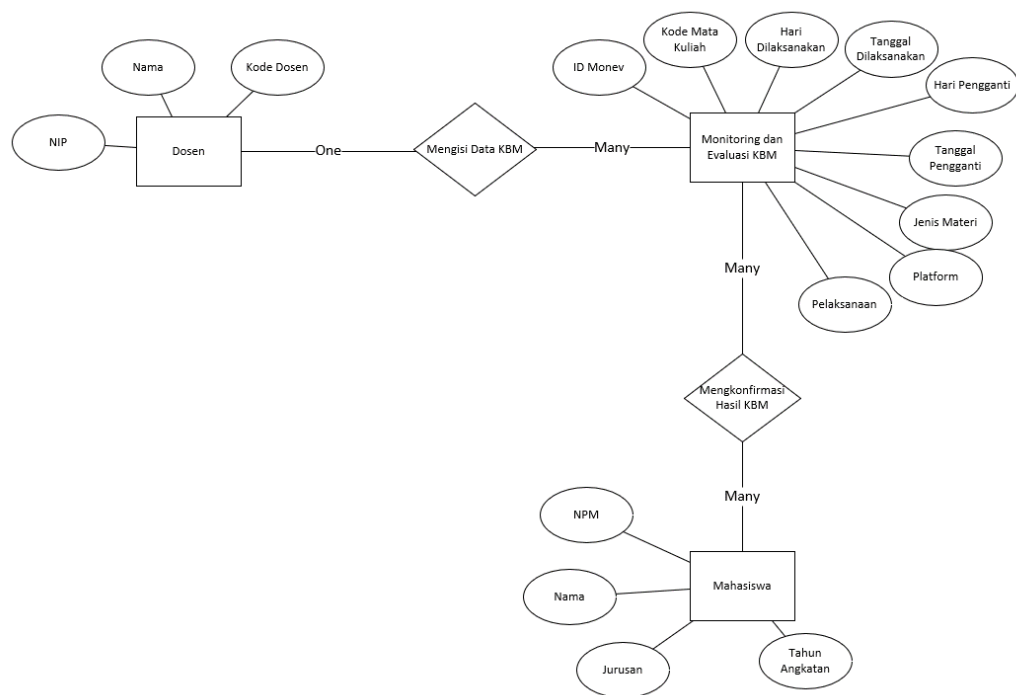 Nama
Kode Dosen
NIP
Dosen
One
Mengisi Data KBM
Many
ID Monev
Kode Mata
Kuliah
Hari
Dilaksanakan
Tanggal
Dilaksanakan
Hari Pengganti
Monitoring dan
Evaluasi KBM
Tanggal
Pengganti
Jenis Materi
Platform
Pelaksanaan
Many
Mengkonfirmasi
Hasil KBM
Many
NPM
Nama
Mahasiswa
Jurusan
Tahun
Angkatan